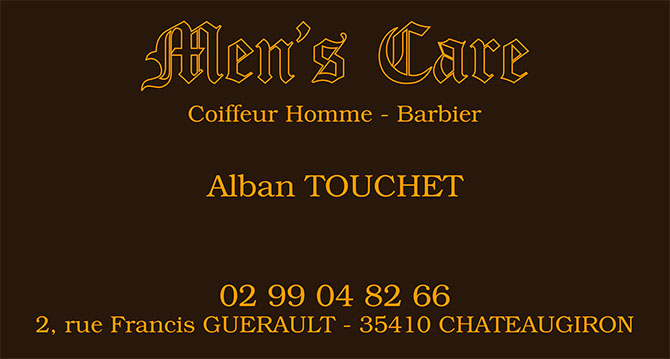 Men's Care
Coiffeur Homme - Barbier
Alban TOUCHET
02 99 04 82 66
2, rue Francis GUERAULT - 35410 CHATEAUGIRON